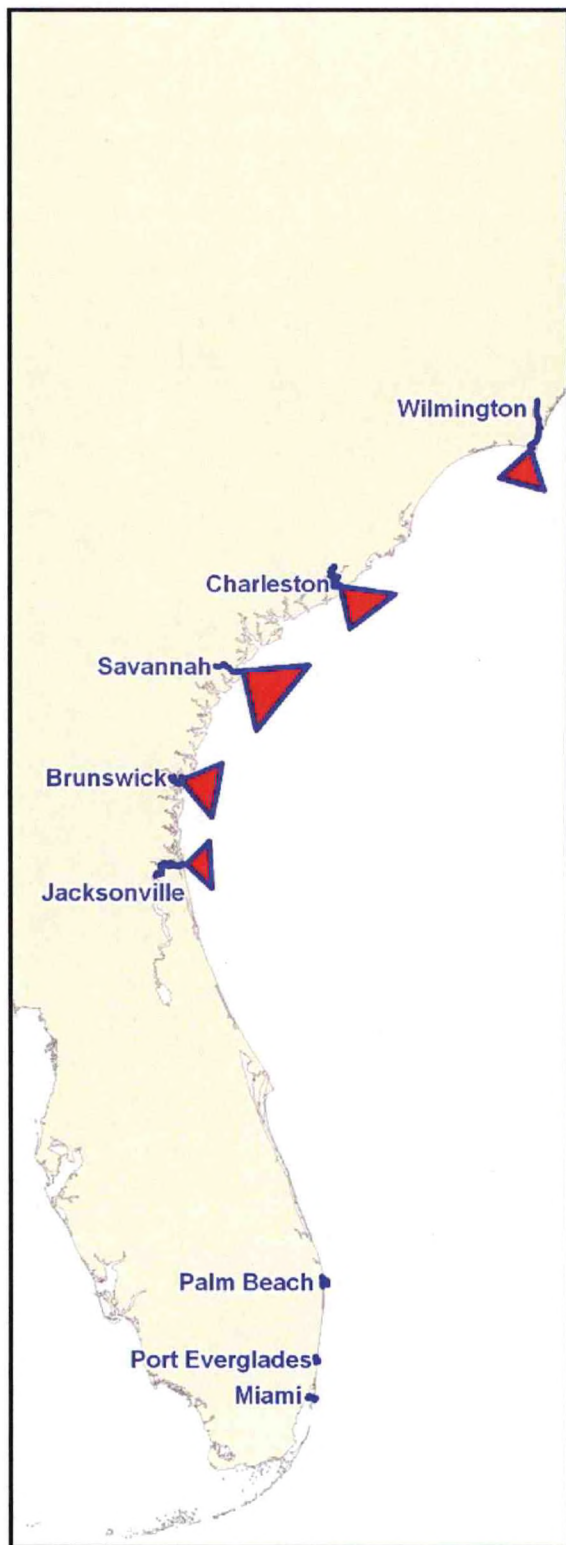 Wilmington
Charleston
Savannah
Brunswick
Jacksonville
Palm Beach
Port Everglades
Miami